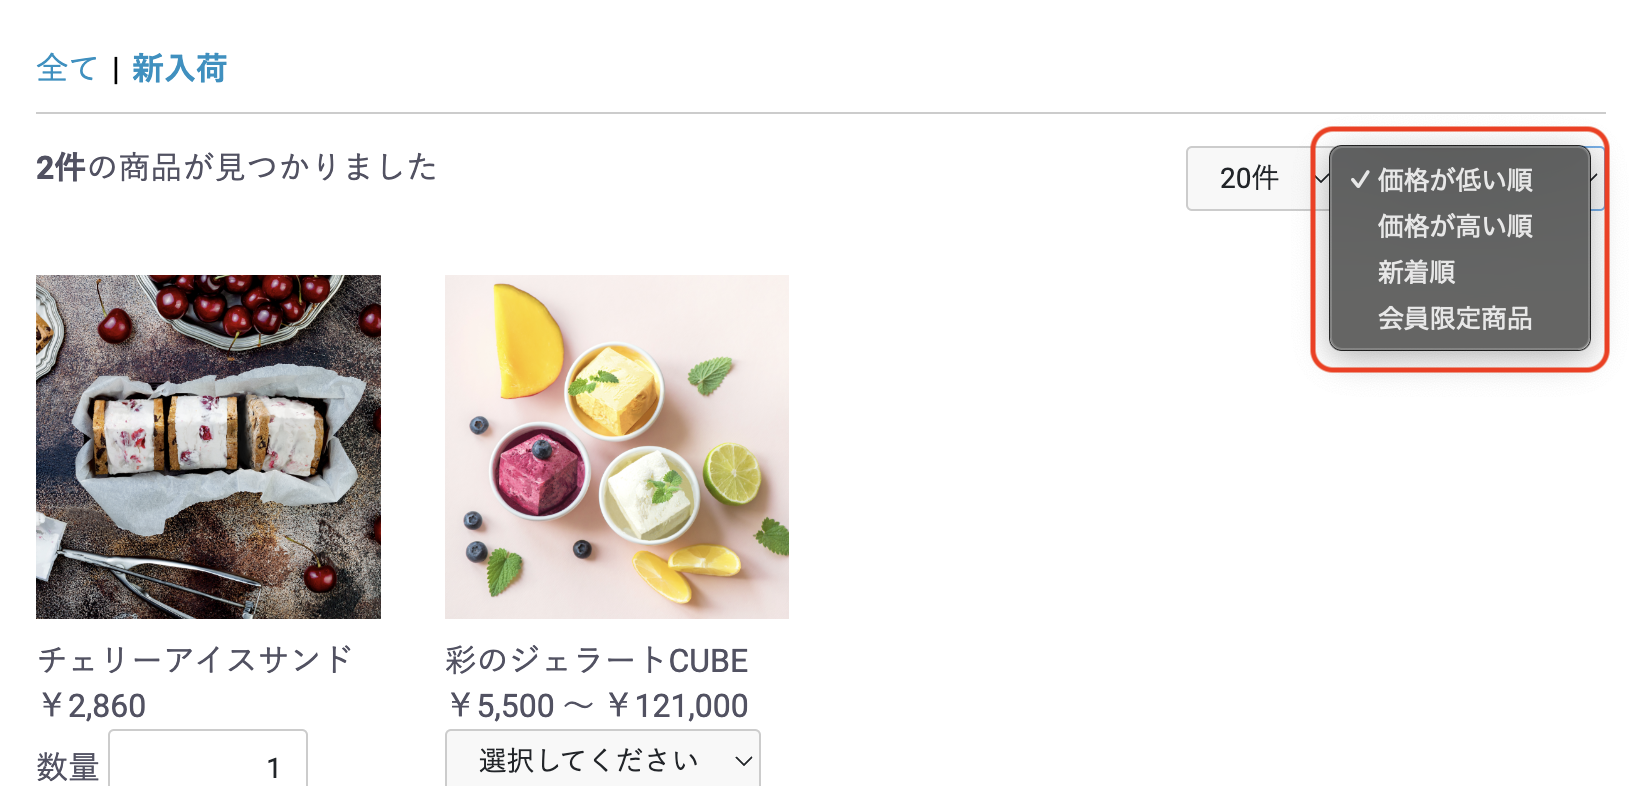 全て | 新入荷
2件の商品が見つかりました
20件
✓ 価格が低い順
価格が高い順
新着順
会員限定商品
チェリーアイスサンド
￥2,860
数量 1
彩のジェラートCUBE
￥5,500 ～ ￥121,000
選択してください